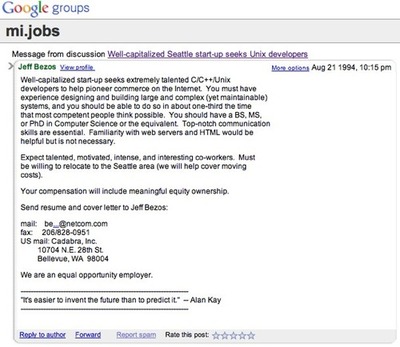 Google groups
mi.jobs
Message from discussion Well-capitalized Seattle start-up seeks Unix developers
Jeff Bezos View profile More options Aug 21 1994, 10:15 pm
Well-capitalized start-up seeks extremely talented C/C++/Unix
developers to help pioneer commerce on the Internet. You must have
experience designing and building large and complex (yet maintainable)
systems, and you should be able to do so in about one-third the time
that most competent people think possible. You should have a BS, MS,
or PhD in Computer Science or the equivalent. Top-notch communication
skills are essential. Familiarity with web servers and HTML would be
helpful but is not necessary.
Expect talented, motivated, intense, and interesting co-workers. Must
be willing to relocate to the Seattle area (we will help cover moving
costs).
Your compensation will include meaningful equity ownership.
Send resume and cover letter to Jeff Bezos:
mail: be...@netcom.com
fax: 206/828-0951
US mail: Cadabra, Inc.
10704 N.E. 28th St.
Bellevue, WA 98004
We are an equal opportunity employer.
"It's easier to invent the future than to predict it." -- Alan Kay
Reply to author Forward Report spam Rate this post: